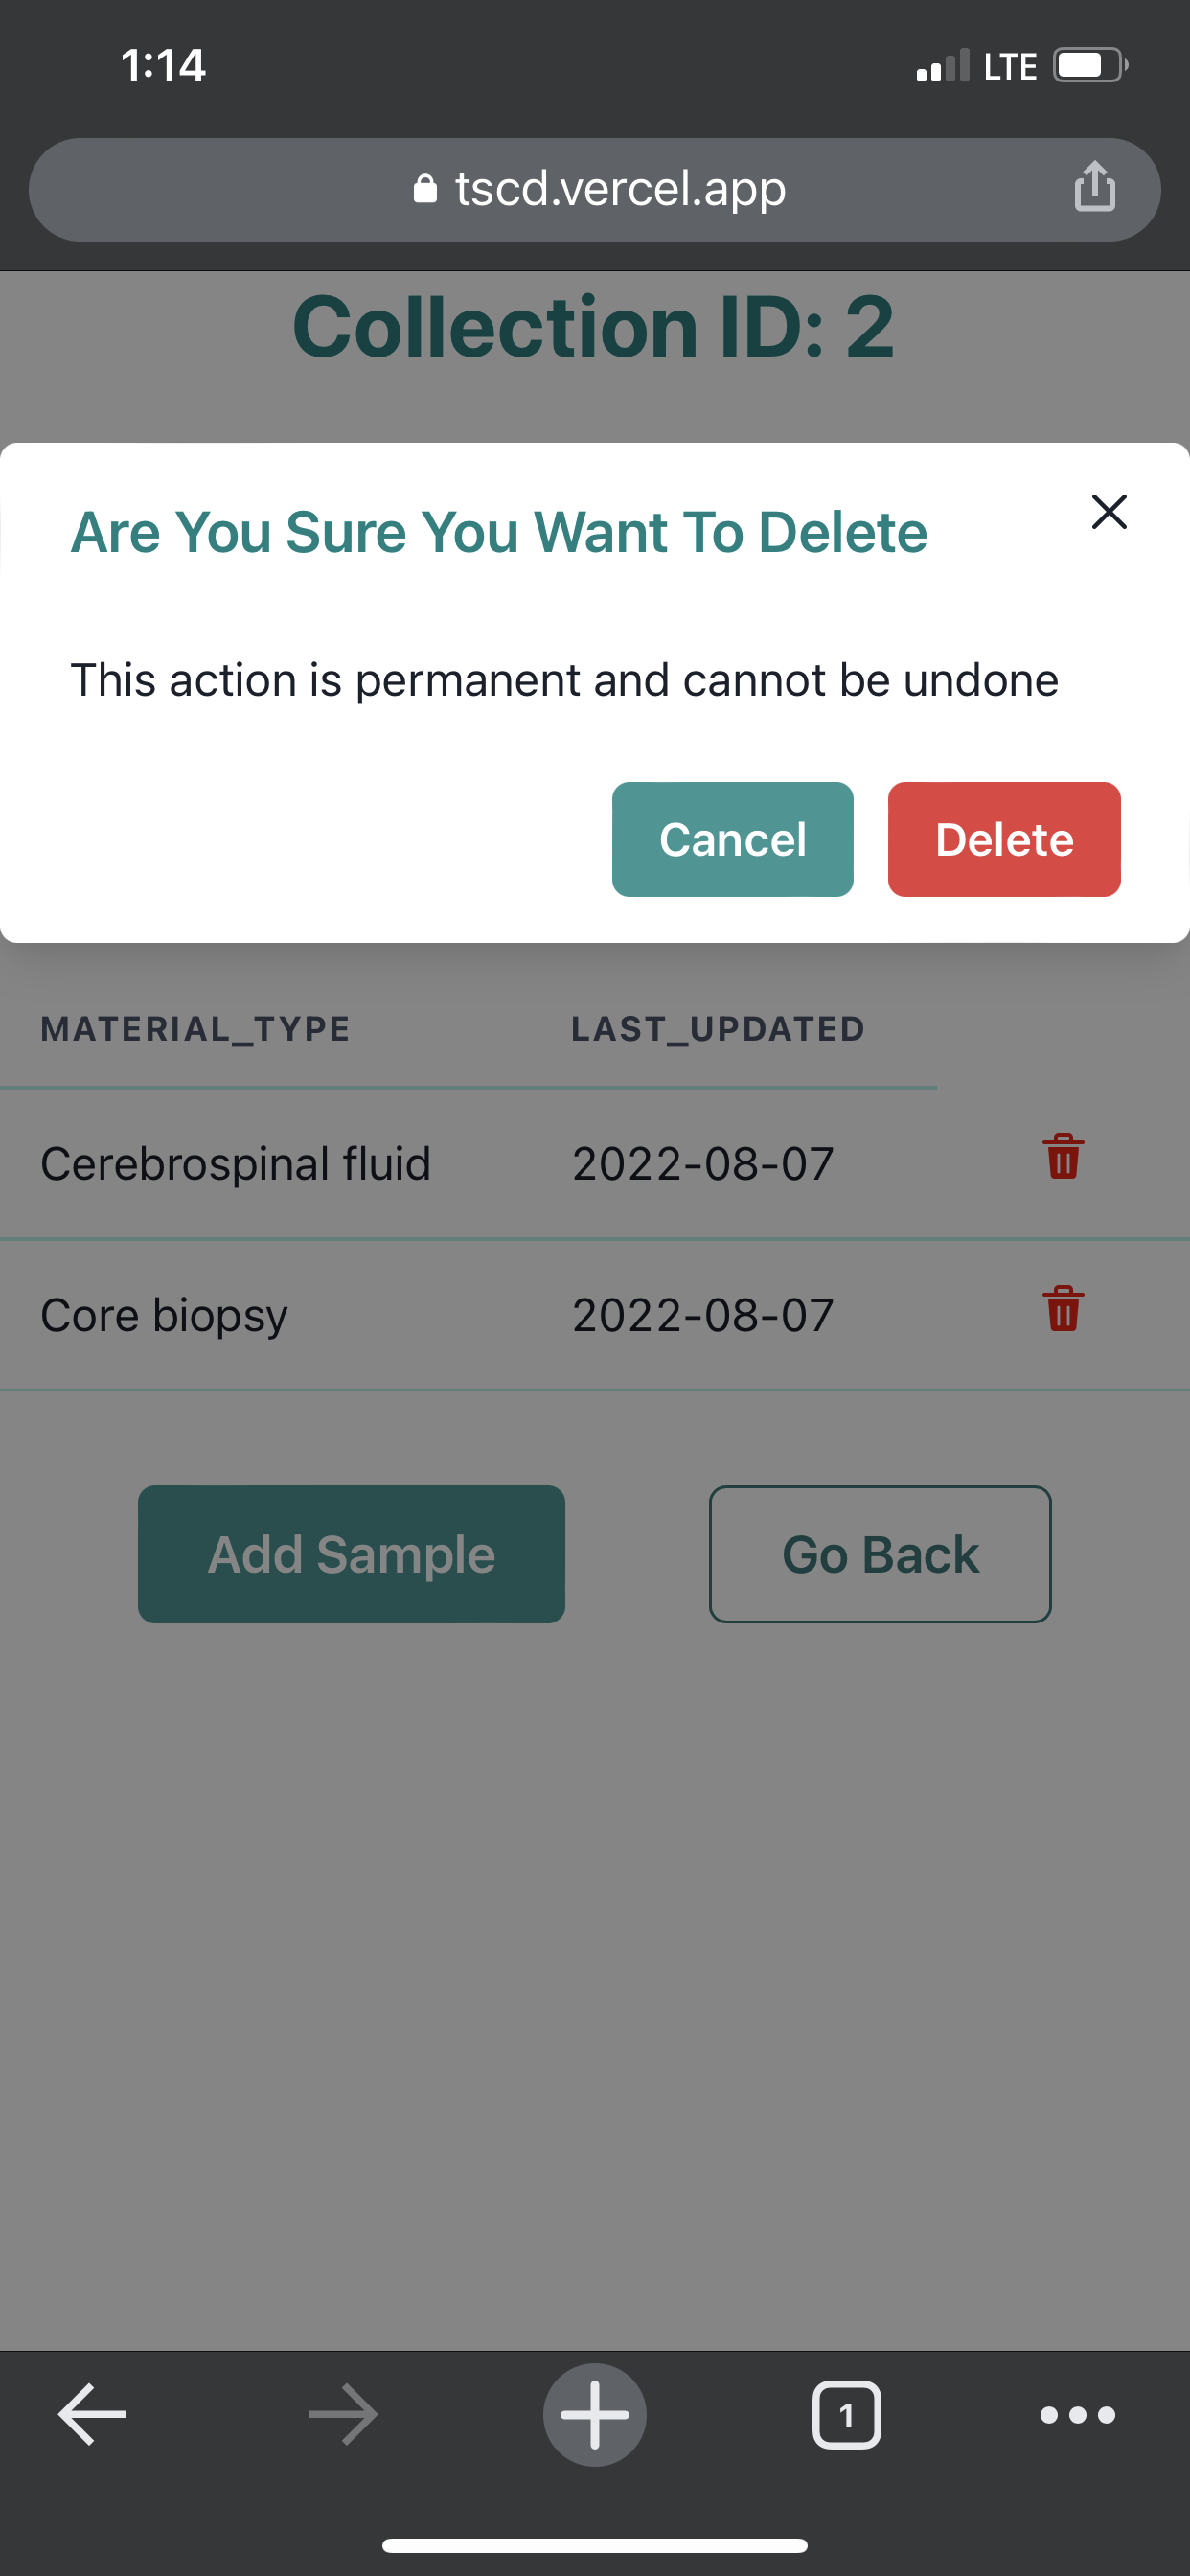 1:14 LTE
tscd.vercel.app
Collection ID: 2
Are You Sure You Want To Delete
This action is permanent and cannot be undone
Cancel Delete
MATERIAL_TYPE LAST_UPDATED
Cerebrospinal fluid 2022-08-07
Core biopsy 2022-08-07
Add Sample Go Back
1